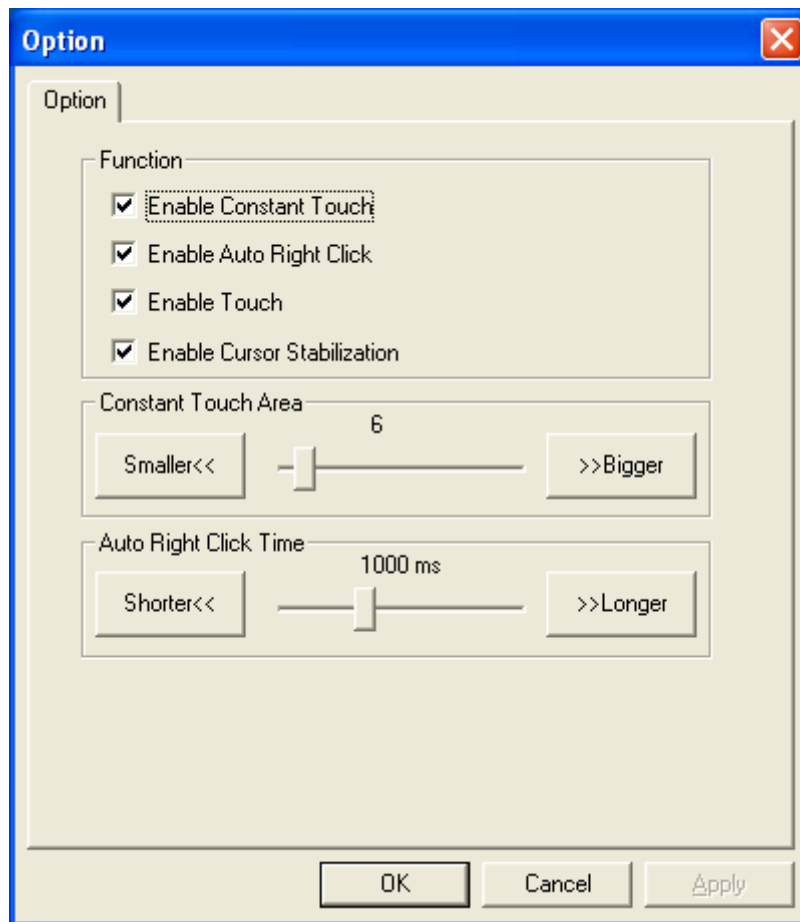 Option
Option
Function
Enable Constant Touch
Enable Auto Right Click
Enable Touch
Enable Cursor Stabilization
Constant Touch Area
6
Smaller<<
>>Bigger
Auto Right Click Time
1000 ms
Shorter<<
>>Longer
OK
Cancel
Apply